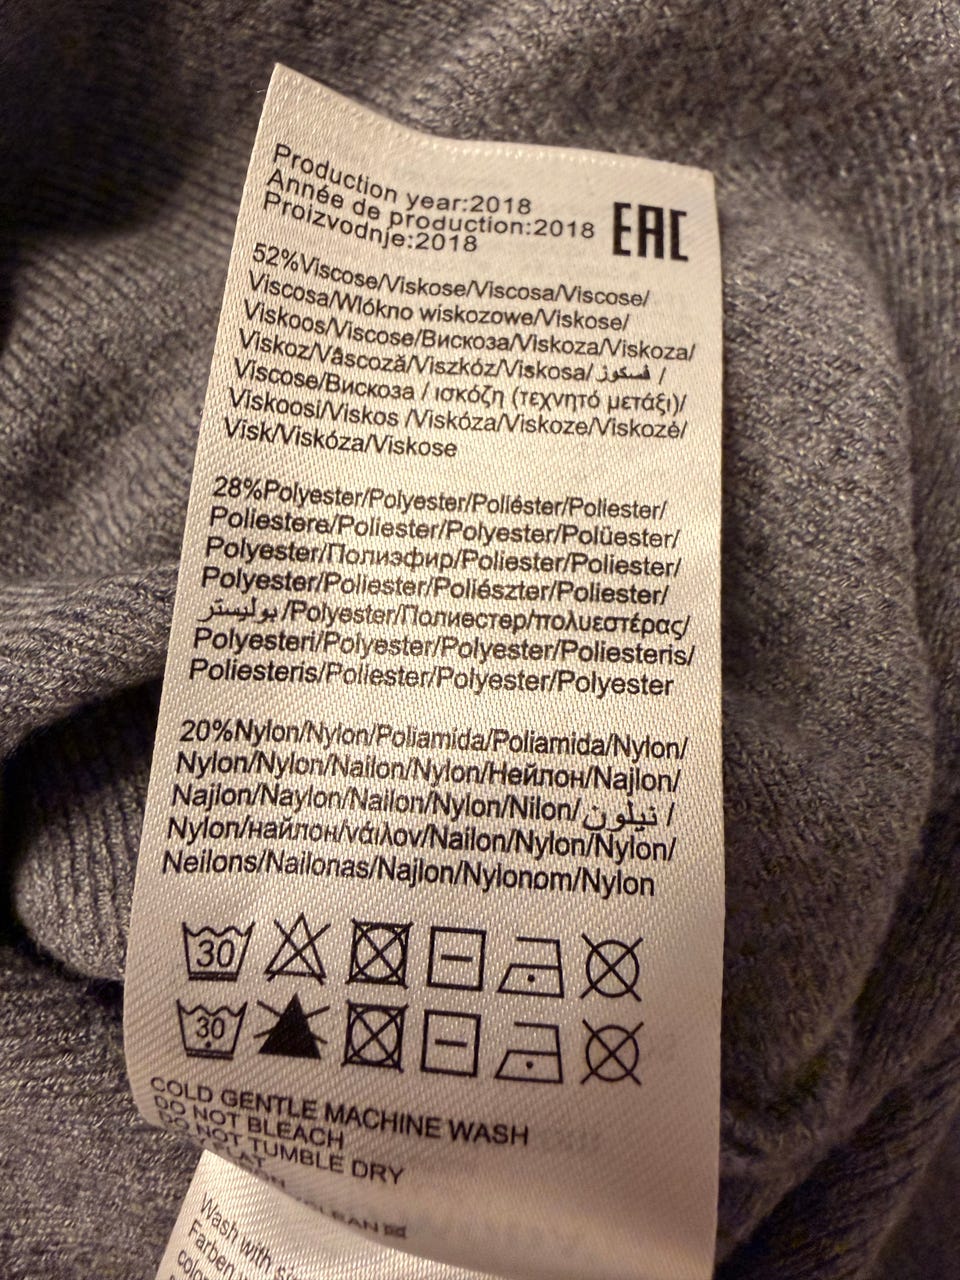 Production year:2018
Année de production:2018
Proizvodnje:2018
EAC
52%Viscose/Viskose/Viscosa/Viscose/
Viscosa/Wlókno wiskozowe/Viskose/
Viskoos/Viscose/Вискоза/Viskoza/Viskoza/
Viskoz/Vâscoză/Viszkóz/Viskosa/ فسكوز /
Viscose/Вискоза / ισκόζη (τεχνητό μετάξι)/
Viskoosi/Viskos /Viskóza/Viskoze/Viskozė/
Visk/Viskóza/Viskose
28%Polyester/Polyester/Poliéster/Poliester/
Poliestere/Poliester/Polyester/Polüester/
Polyester/Полиэфир/Poliester/Poliester/
Polyester/Poliester/Poliészter/Poliester/
بوليستر/Polyester/Полиестер/πολυεστέρας/
Polyesteri/Polyester/Polyester/Poliesteris/
Poliesteris/Poliester/Polyester/Polyester
20%Nylon/Nylon/Poliamida/Poliamida/Nylon/
Nylon/Nylon/Nailon/Nylon/Нейлон/Najlon/
Najlon/Naylon/Nailon/Nylon/Nilon/ نيلون /
Nylon/найлон/νάιλον/Nailon/Nylon/Nylon/
Neilons/Nailonas/Najlon/Nylonom/Nylon
30
30
COLD GENTLE MACHINE WASH
DO NOT BLEACH
DO NOT TUMBLE DRY
Wash with
Farben